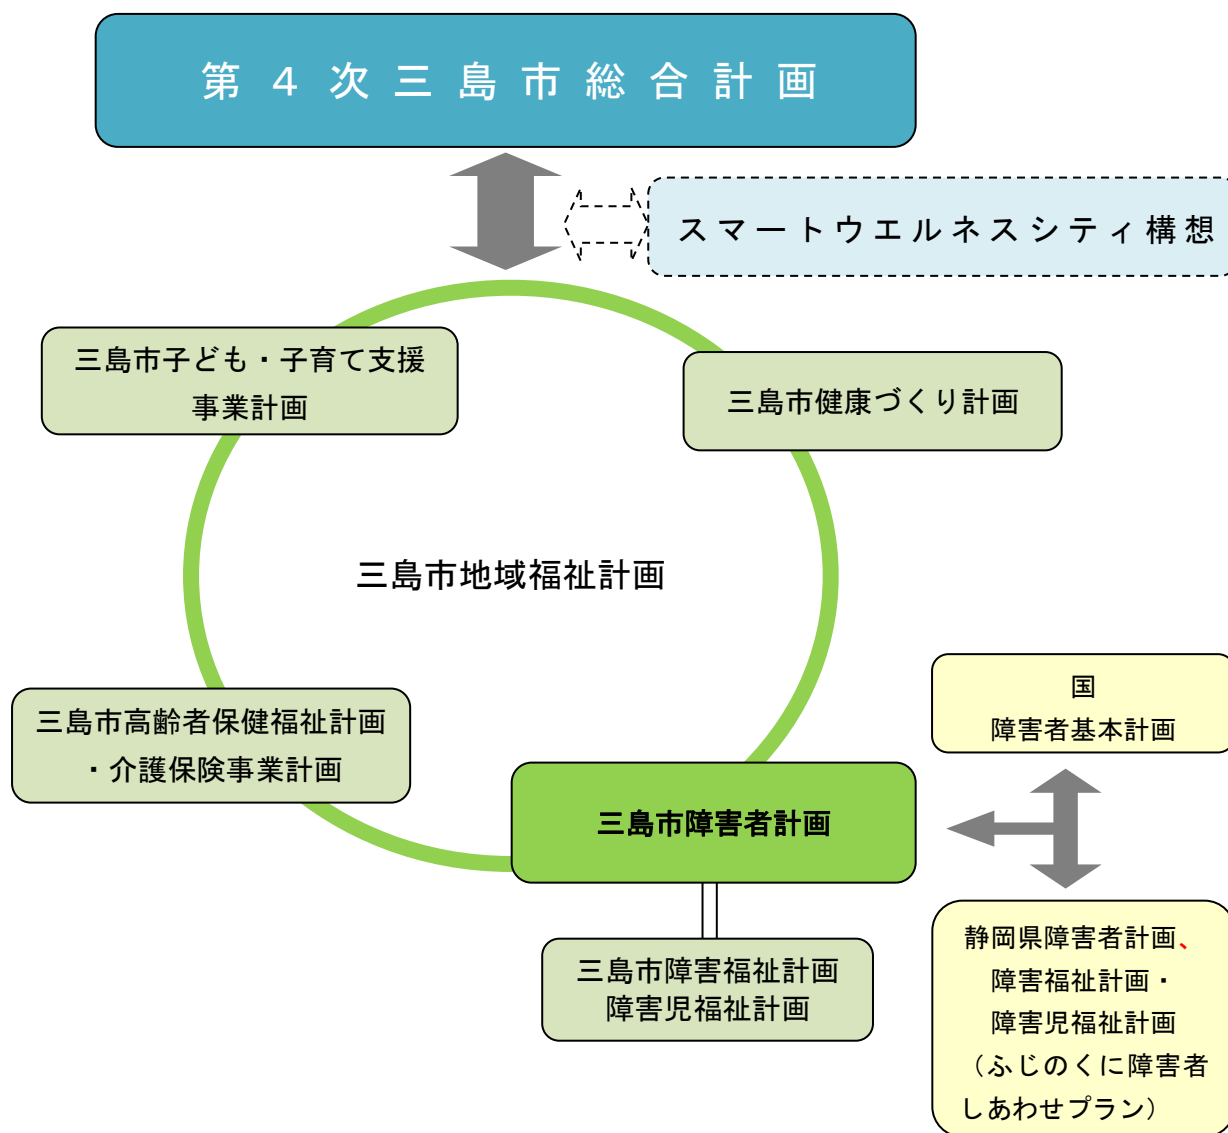 第４次三島市総合計画
スマートウエルネスシティ構想
三島市子ども・子育て支援
事業計画
三島市健康づくり計画
三島市地域福祉計画
三島市高齢者保健福祉計画
・介護保険事業計画
国
障害者基本計画
三島市障害者計画
三島市障害福祉計画
障害児福祉計画
静岡県障害者計画、
障害福祉計画・
障害児福祉計画
（ふじのくに障害者
しあわせプラン）